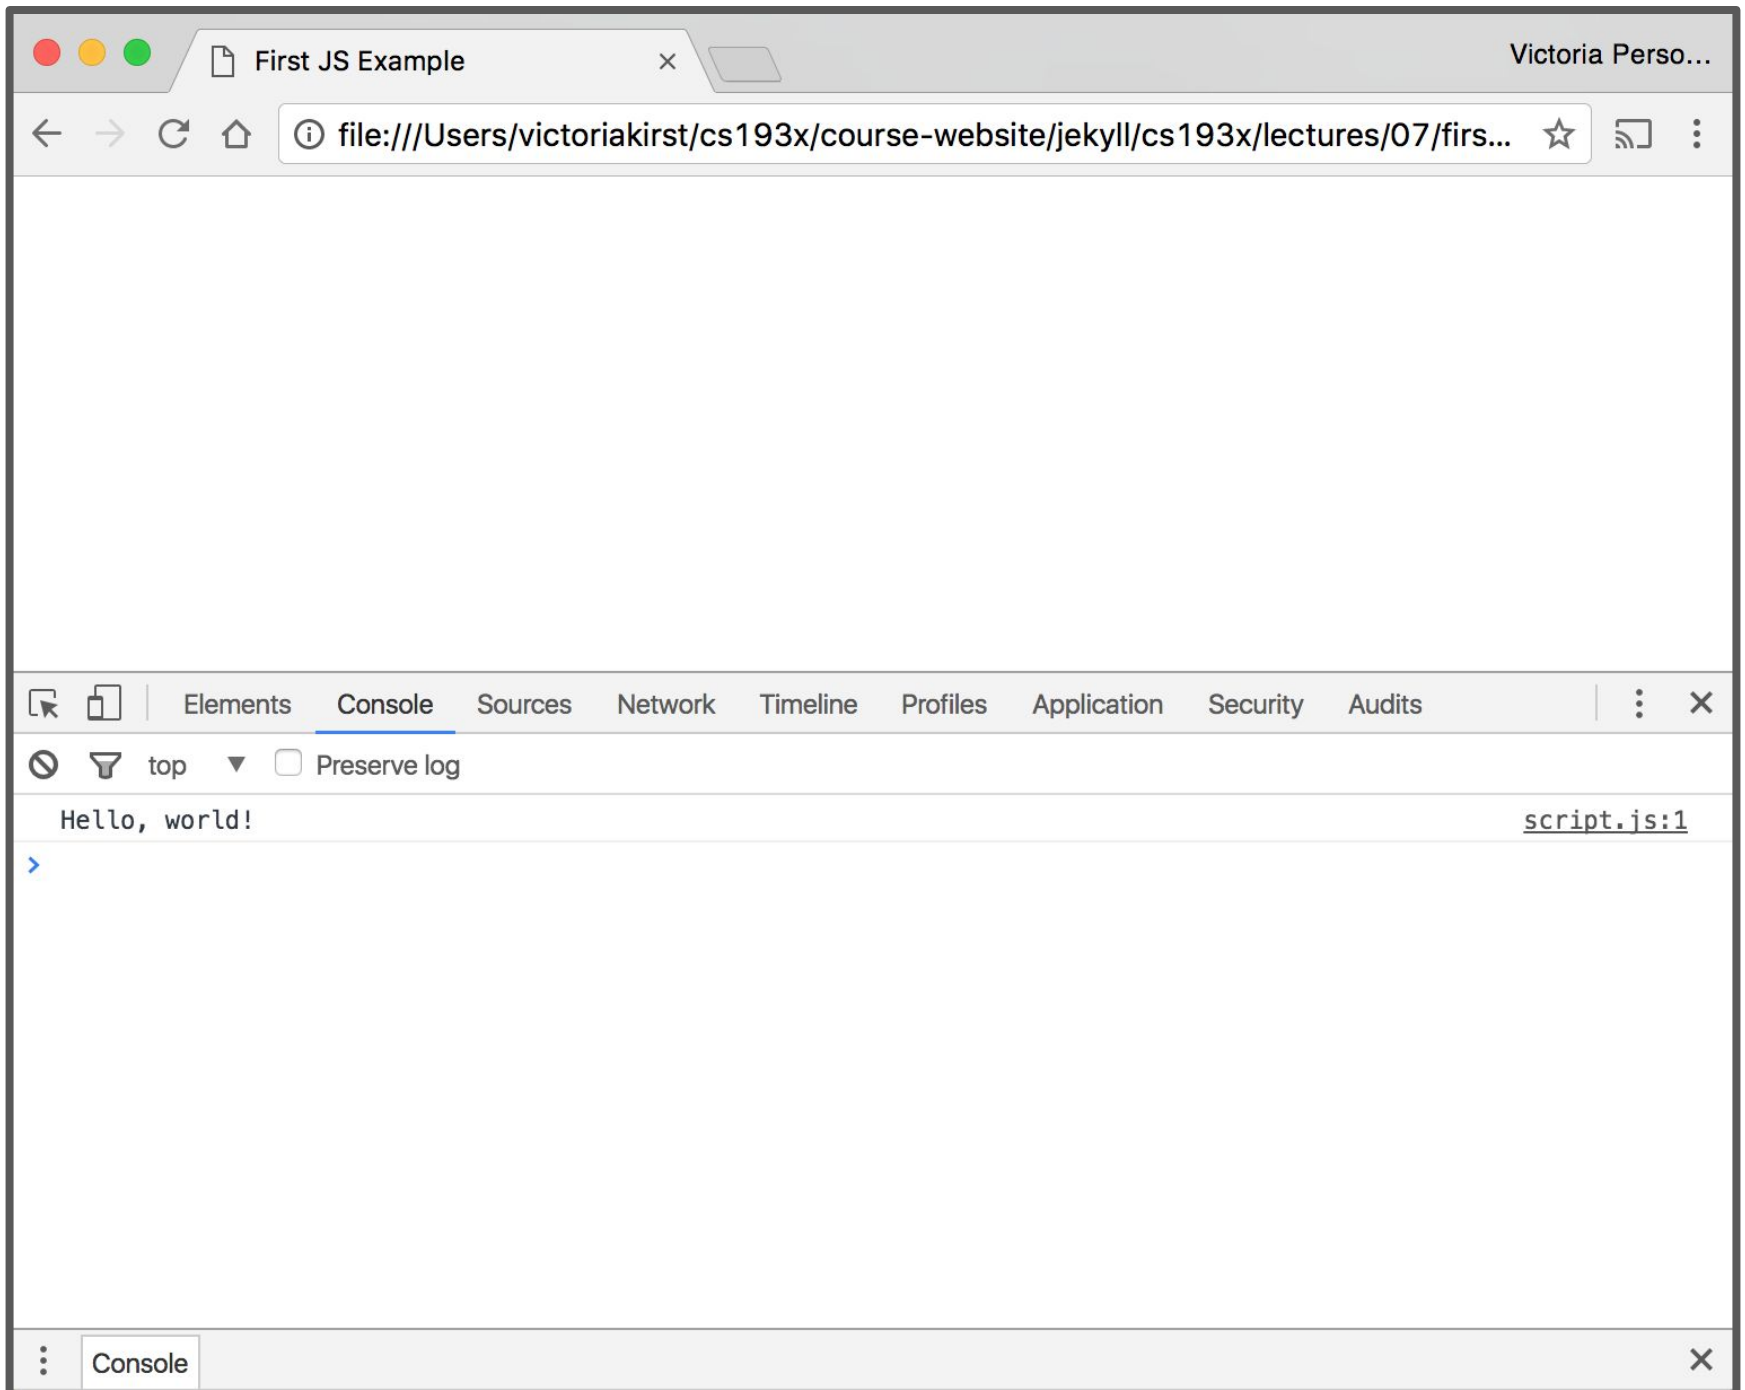 First JS Example
Victoria Perso...
file:///Users/victoriakirst/cs193x/course-website/jekyll/cs193x/lectures/07/firs...
Elements Console Sources Network Timeline Profiles Application Security Audits
top Preserve log
Hello, world! script.js:1
Console